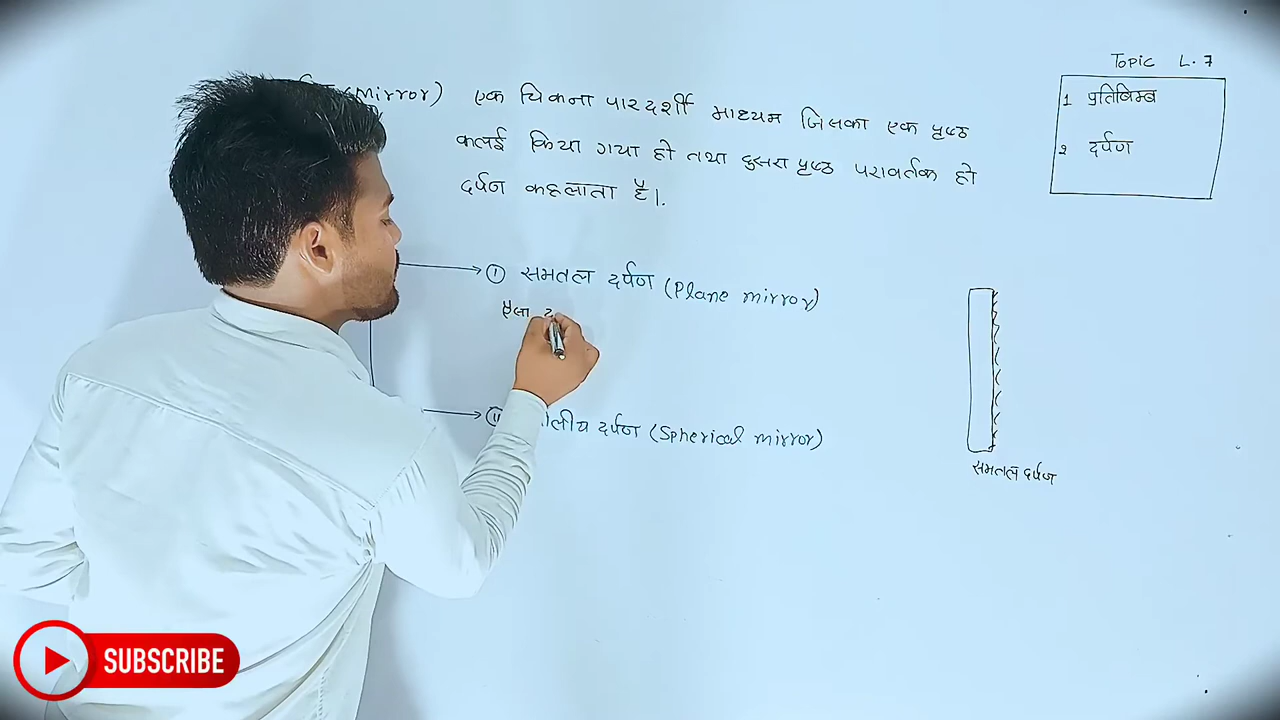 (Mirror) एक चिकना पारदर्शी माध्यम जिसका एक पृष्ठ
कलई किया गया हो तथा दुसरा पृष्ठ परावर्तक हो
दर्पण कहलाता है।
Topic L.7
1 प्रतिबिम्ब
2 दर्पण
① समतल दर्पण (Plane mirror)
ऐसा
समतल दर्पण
दर्पण (Spherical mirror)
SUBSCRIBE